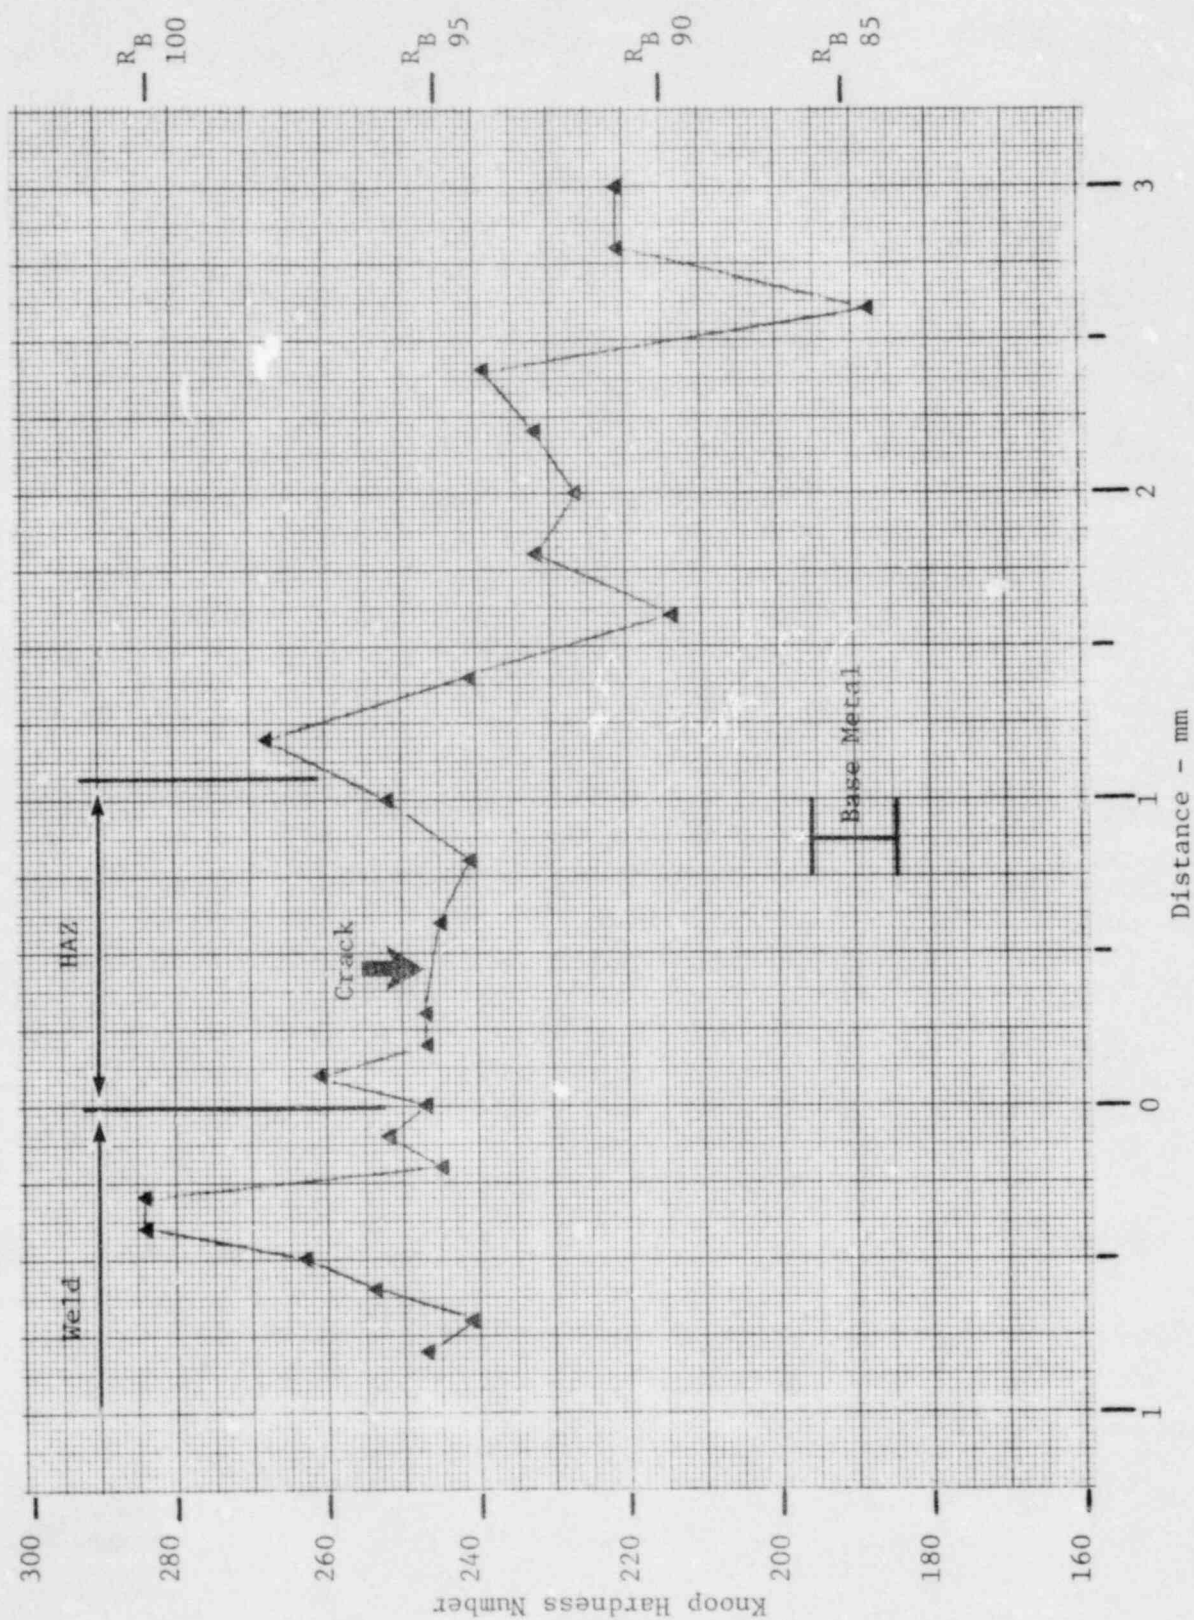 R B 100
R B 95
R B 90
R B 85
Weld
HAZ
Crack
Base Metal
Knoop Hardness Number
300
280
260
240
220
200
180
160
1
0
1
2
3
Distance - mm